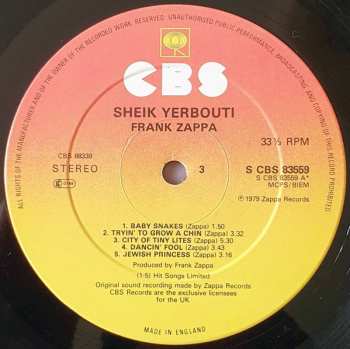 ALL RIGHTS OF THE MANUFACTURER AND OF THE OWNER OF THE RECORDED WORK RESERVED. UNAUTHORISED PUBLIC PERFORMANCE, BROADCASTING AND COPYING OF THIS RECORD PROHIBITED
CBS
SHEIK YERBOUTI
FRANK ZAPPA
33⅓ RPM
CBS 88339
STEREO
3
S CBS 83559
S CBS 83559 A*
MCPS/BIEM
℗ 1979 Zappa Records
1. BABY SNAKES (Zappa) 1.50
2. TRYIN' TO GROW A CHIN (Zappa) 3.32
3. CITY OF TINY LITES (Zappa) 5.30
4. DANCIN' FOOL (Zappa) 3.43
5. JEWISH PRINCESS (Zappa) 3.16
Produced by Frank Zappa
(1-5) Hit Songs Limited
Original sound recording made by Zappa Records
CBS Records are the exclusive licensees
for the UK
MADE IN ENGLAND